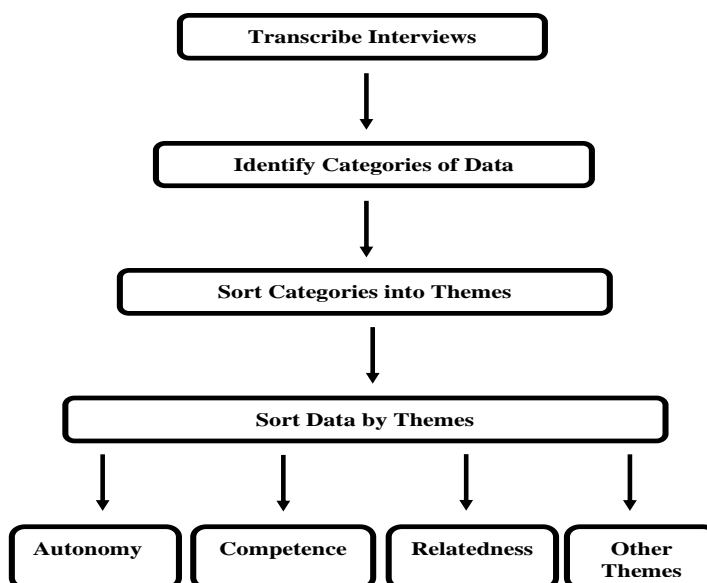 Transcribe Interviews
Identify Categories of Data
Sort Categories into Themes
Sort Data by Themes
Autonomy
Competence
Relatedness
Other
Themes